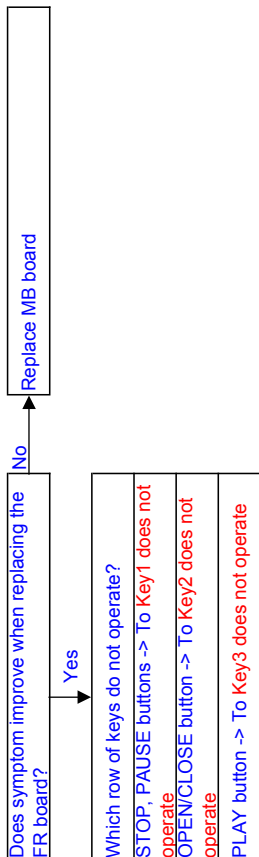 Does symptom improve when replacing the
FR board?
No
Replace MB board
Yes
Which row of keys do not operate?
STOP, PAUSE buttons -> To Key1 does not
operate
OPEN/CLOSE button -> To Key2 does not
operate
PLAY button -> To Key3 does not operate